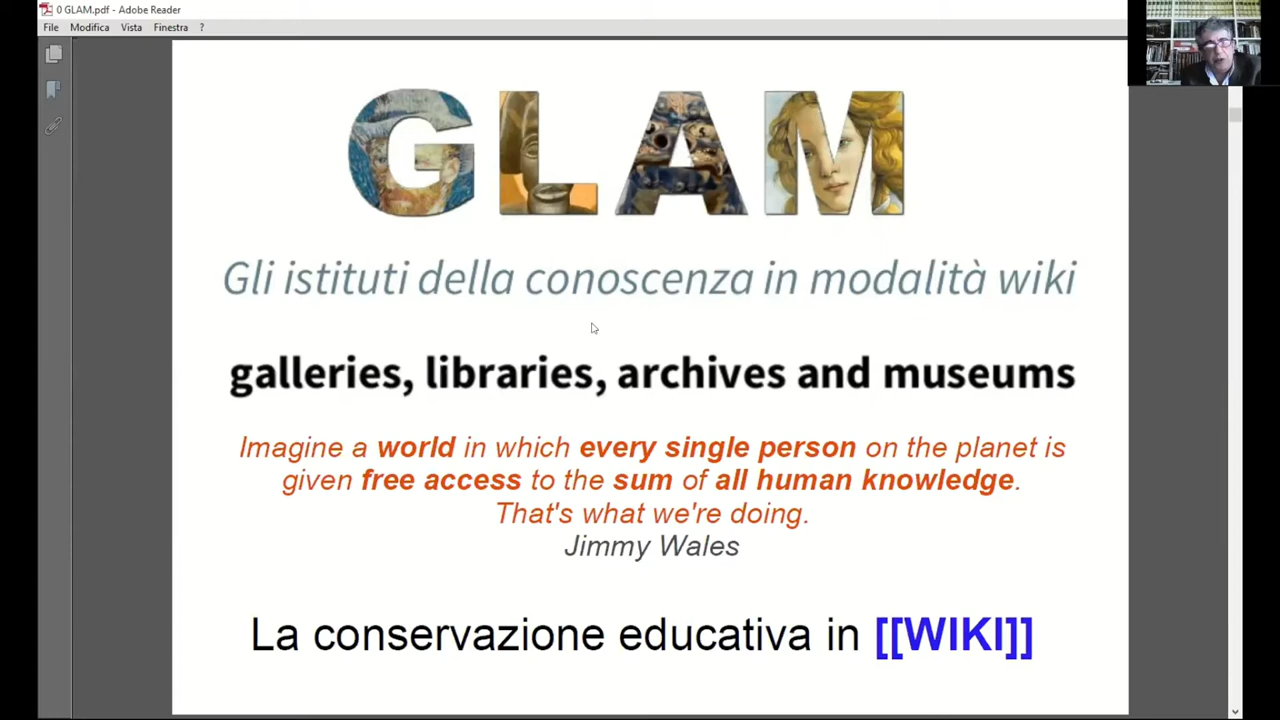 0 GLAM.pdf - Adobe Reader
File Modifica Vista Finestra ?
GLAM
Gli istituti della conoscenza in modalità wiki
galleries, libraries, archives and museums
Imagine a world in which every single person on the planet is
given free access to the sum of all human knowledge.
That's what we're doing.
Jimmy Wales
La conservazione educativa in [[WIKI]]